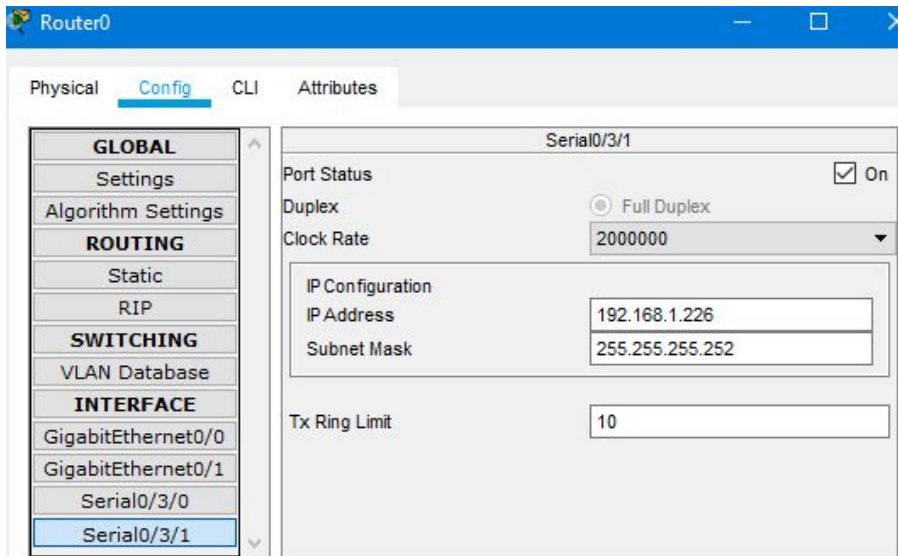 Router0
Physical Config CLI Attributes
GLOBAL
Settings
Algorithm Settings
ROUTING
Static
RIP
SWITCHING
VLAN Database
INTERFACE
GigabitEthernet0/0
GigabitEthernet0/1
Serial0/3/0
Serial0/3/1
Serial0/3/1
Port Status On
Duplex Full Duplex
Clock Rate 2000000
IP Configuration
IP Address 192.168.1.226
Subnet Mask 255.255.255.252
Tx Ring Limit 10